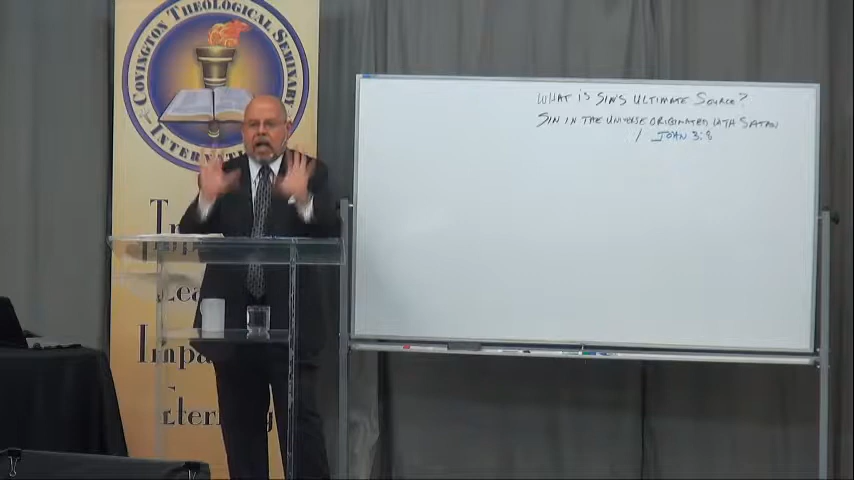 COVINGTON THEOLOGICAL SEMINARY
INTERNATIONAL
WHAT IS SIN'S ULTIMATE SOURCE?
SIN IN THE UNIVERSE ORIGINATED WITH SATAN
1 JOHN 3:8